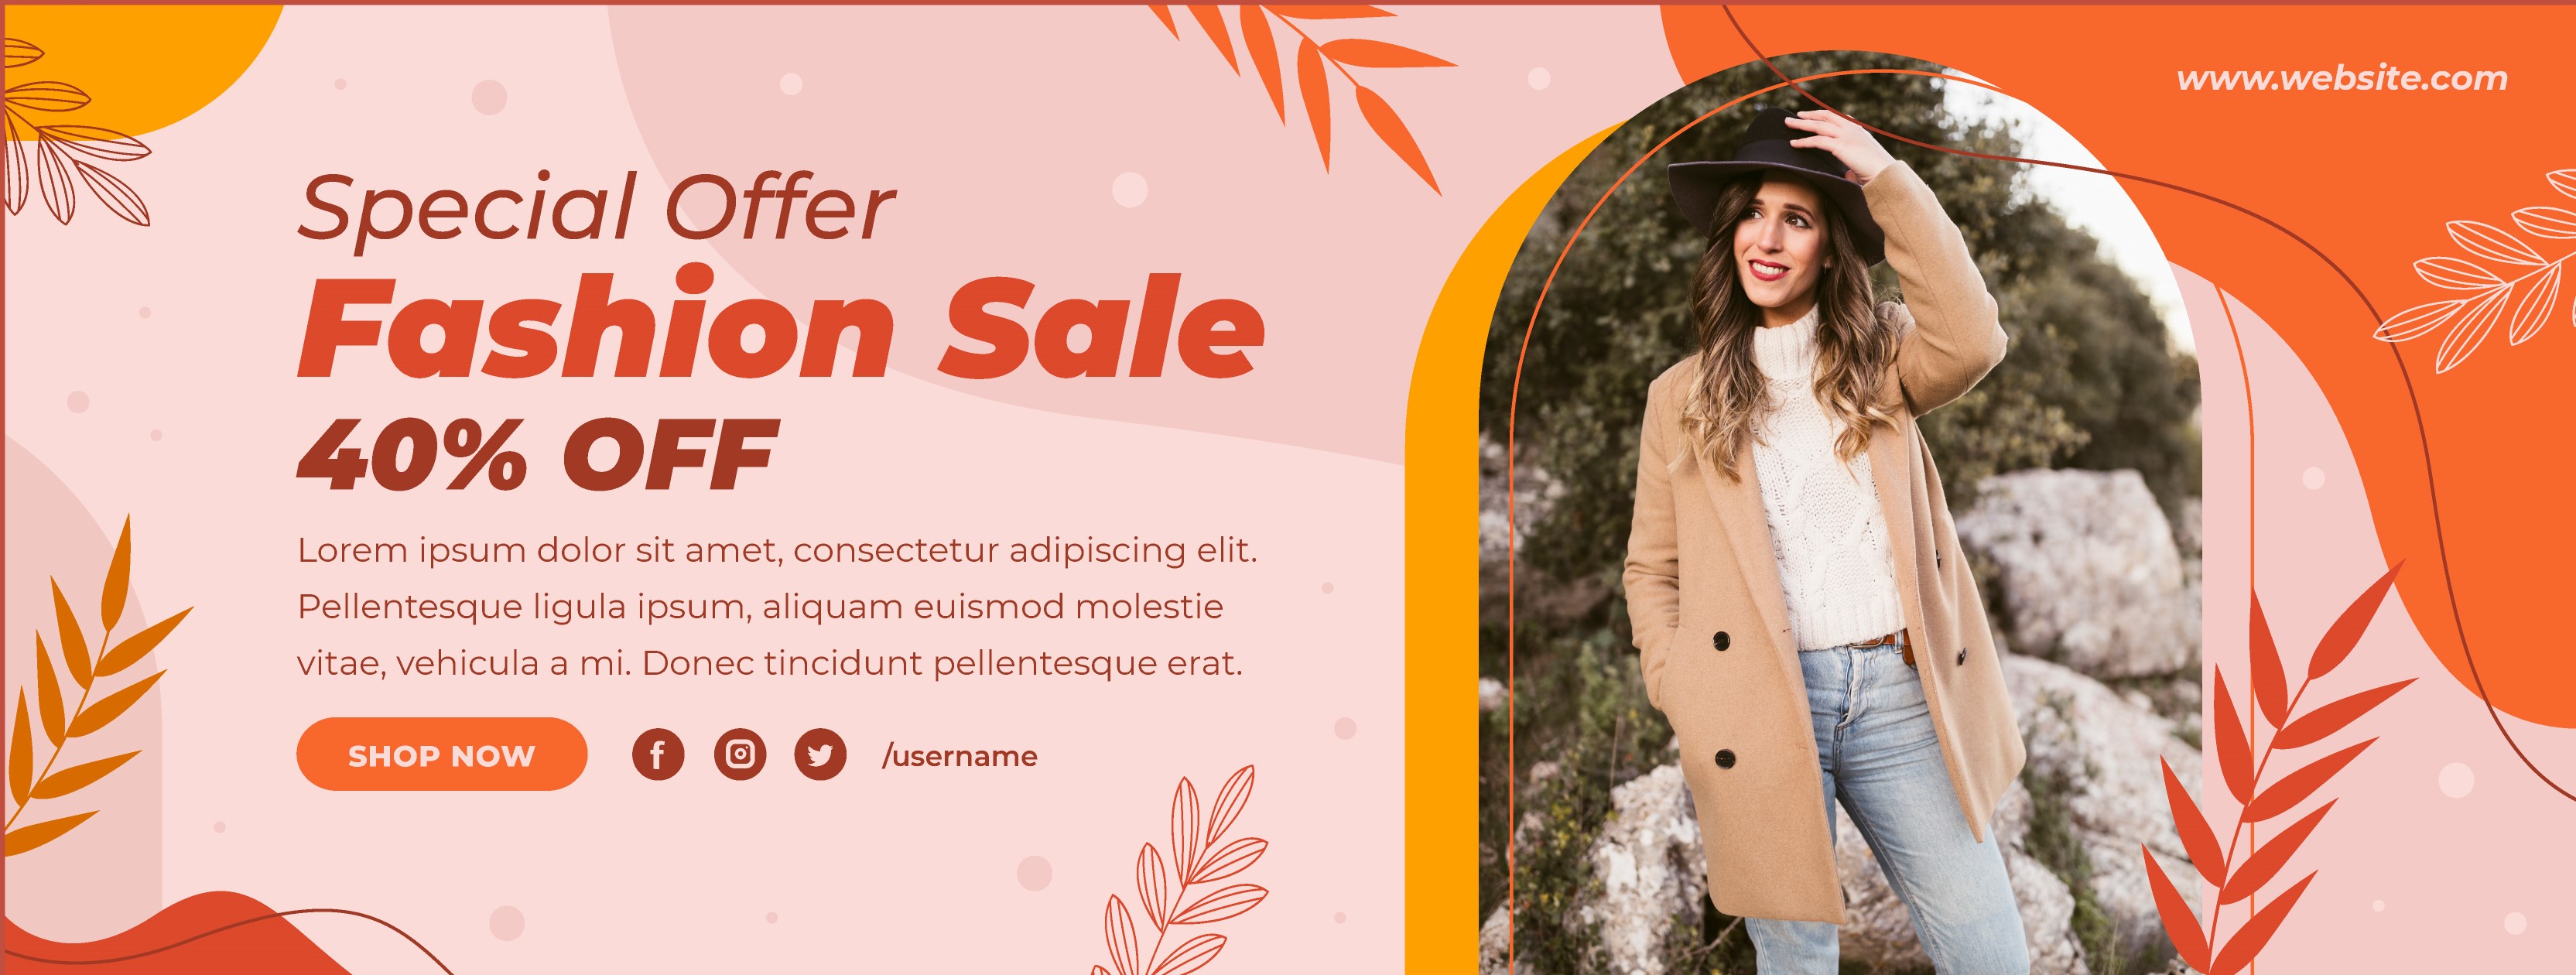 www.website.com
Special Offer
Fashion Sale
40% OFF
Lorem ipsum dolor sit amet, consectetur adipiscing elit.
Pellentesque ligula ipsum, aliquam euismod molestie
vitae, vehicula a mi. Donec tincidunt pellentesque erat.
SHOP NOW
/username